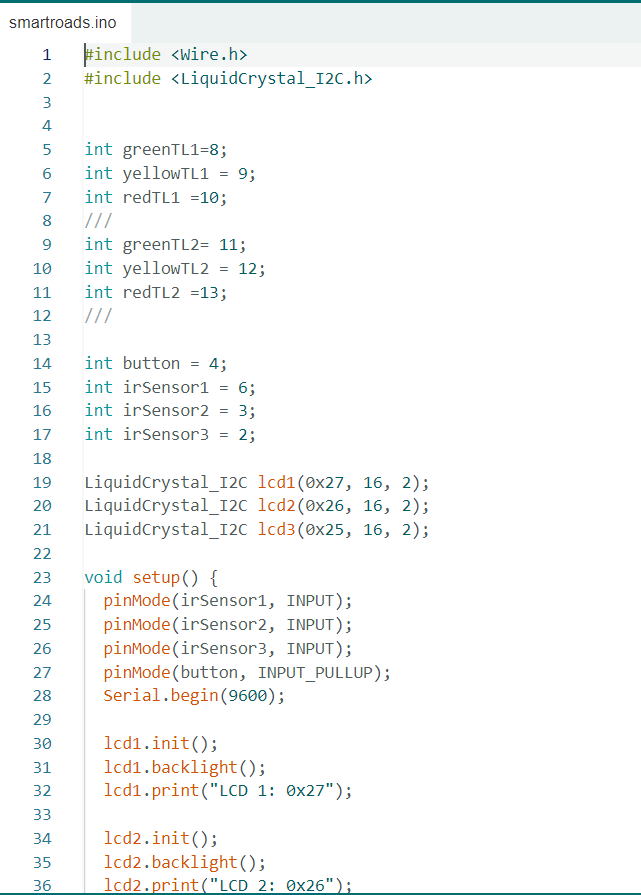 smartroads.ino
1 #include <Wire.h>
2 #include <LiquidCrystal_I2C.h>
3
4
5 int greenTL1=8;
6 int yellowTL1 = 9;
7 int redTL1 =10;
8 ///
9 int greenTL2= 11;
10 int yellowTL2 = 12;
11 int redTL2 =13;
12 ///
13
14 int button = 4;
15 int irSensor1 = 6;
16 int irSensor2 = 3;
17 int irSensor3 = 2;
18
19 LiquidCrystal_I2C lcd1(0x27, 16, 2);
20 LiquidCrystal_I2C lcd2(0x26, 16, 2);
21 LiquidCrystal_I2C lcd3(0x25, 16, 2);
22
23 void setup() {
24 pinMode(irSensor1, INPUT);
25 pinMode(irSensor2, INPUT);
26 pinMode(irSensor3, INPUT);
27 pinMode(button, INPUT_PULLUP);
28 Serial.begin(9600);
29
30 lcd1.init();
31 lcd1.backlight();
32 lcd1.print("LCD 1: 0x27");
33
34 lcd2.init();
35 lcd2.backlight();
36 lcd2.print("LCD 2: 0x26");